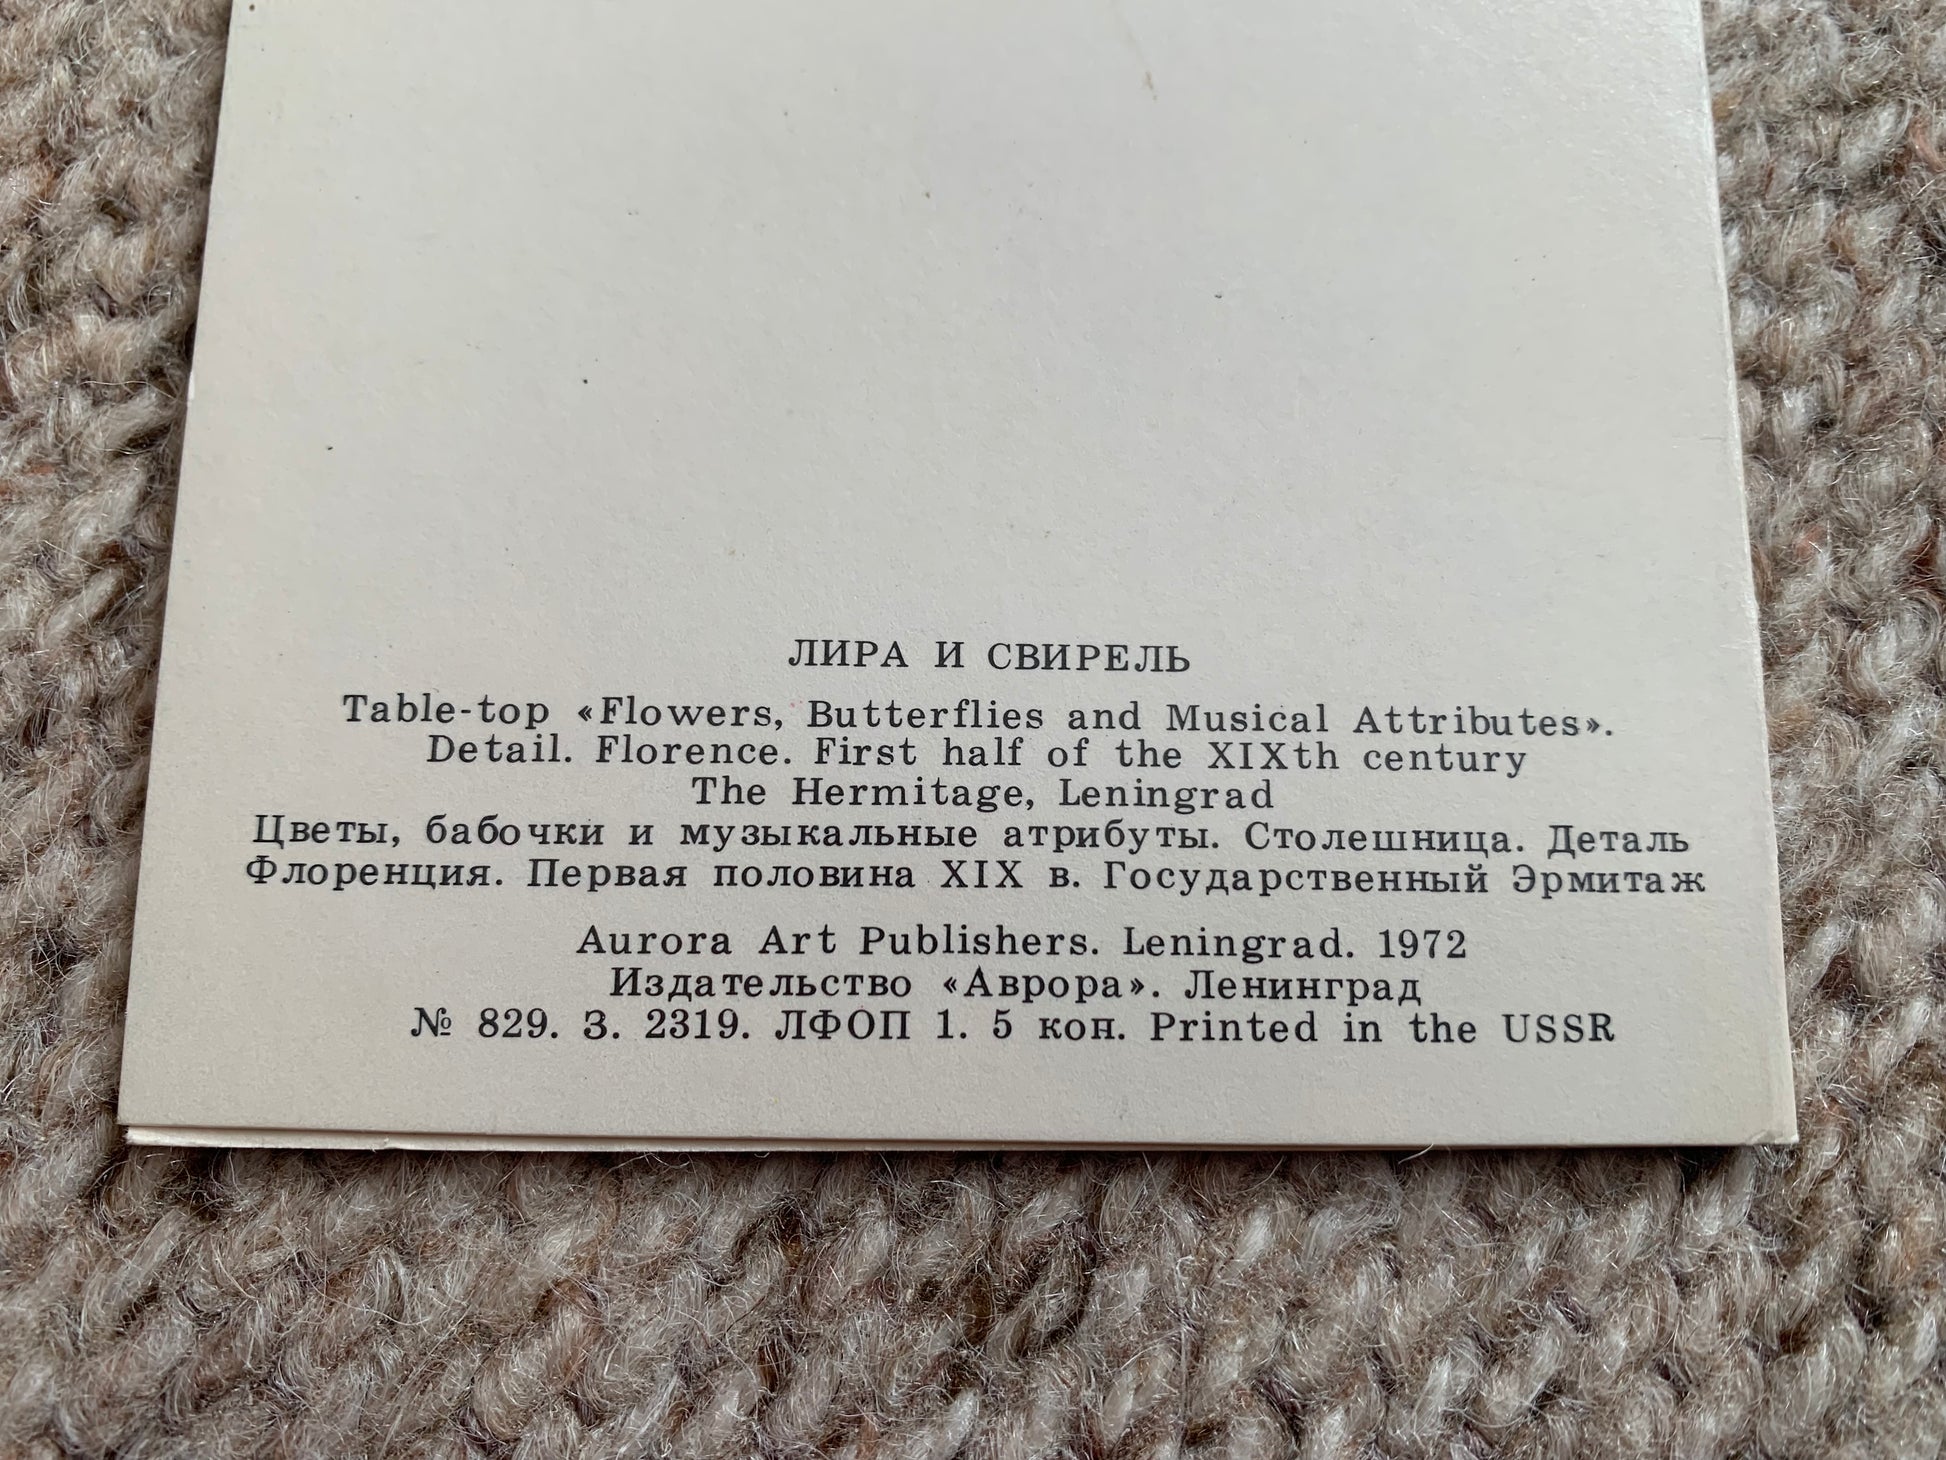 ЛИРА И СВИРЕЛЬ
Table-top «Flowers, Butterflies and Musical Attributes».
Detail. Florence. First half of the XIXth century
The Hermitage, Leningrad
Цветы, бабочки и музыкальные атрибуты. Столешница. Деталь
Флоренция. Первая половина XIX в. Государственный Эрмитаж
Aurora Art Publishers. Leningrad. 1972
Издательство «Аврора». Ленинград
№ 829. З. 2319. ЛФОП 1. 5 коп. Printed in the USSR